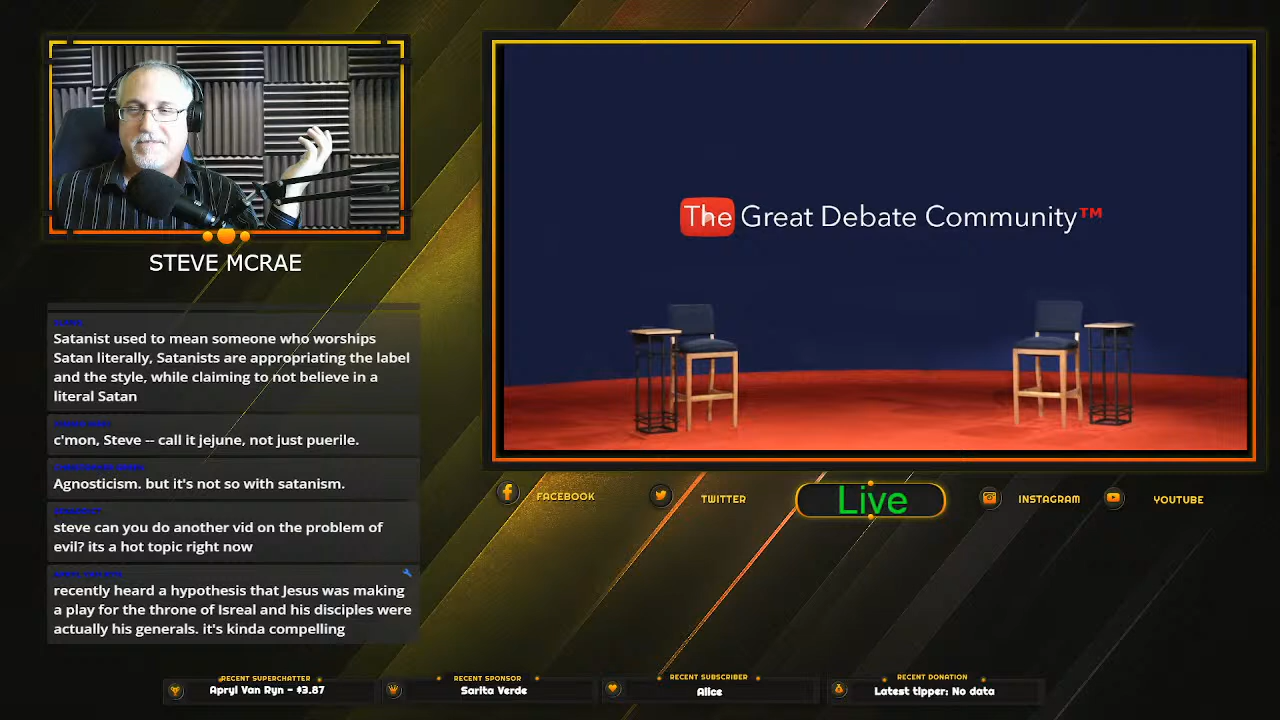 The Great Debate Community™
STEVE MCRAE
Satanist used to mean someone who worships
Satan literally, Satanists are appropriating the label
and the style, while claiming to not believe in a
literal Satan
c'mon, Steve -- call it jejune, not just puerile.
Agnosticism. but it's not so with satanism.
steve can you do another vid on the problem of
evil? its a hot topic right now
recently heard a hypothesis that Jesus was making
a play for the throne of Isreal and his disciples were
actually his generals. it's kinda compelling
FACEBOOK
TWITTER
Live
INSTAGRAM
YOUTUBE
RECENT SUPERCHATTER
Apryl Van Ryn - $3.87
RECENT SPONSOR
Sarita Verde
RECENT SUBSCRIBER
Alice
RECENT DONATION
Latest tipper: No data